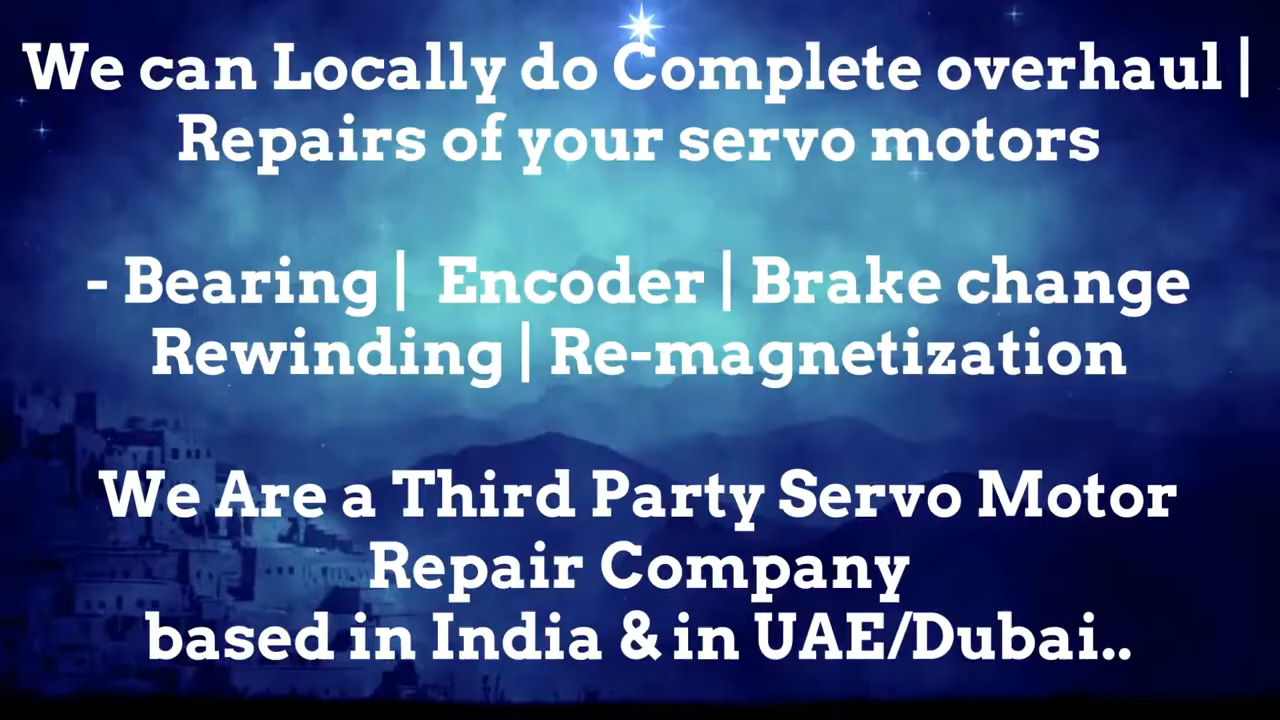 We can Locally do Complete overhaul |
Repairs of your servo motors
- Bearing | Encoder | Brake change
Rewinding | Re-magnetization
We Are a Third Party Servo Motor
Repair Company
based in India & in UAE/Dubai..